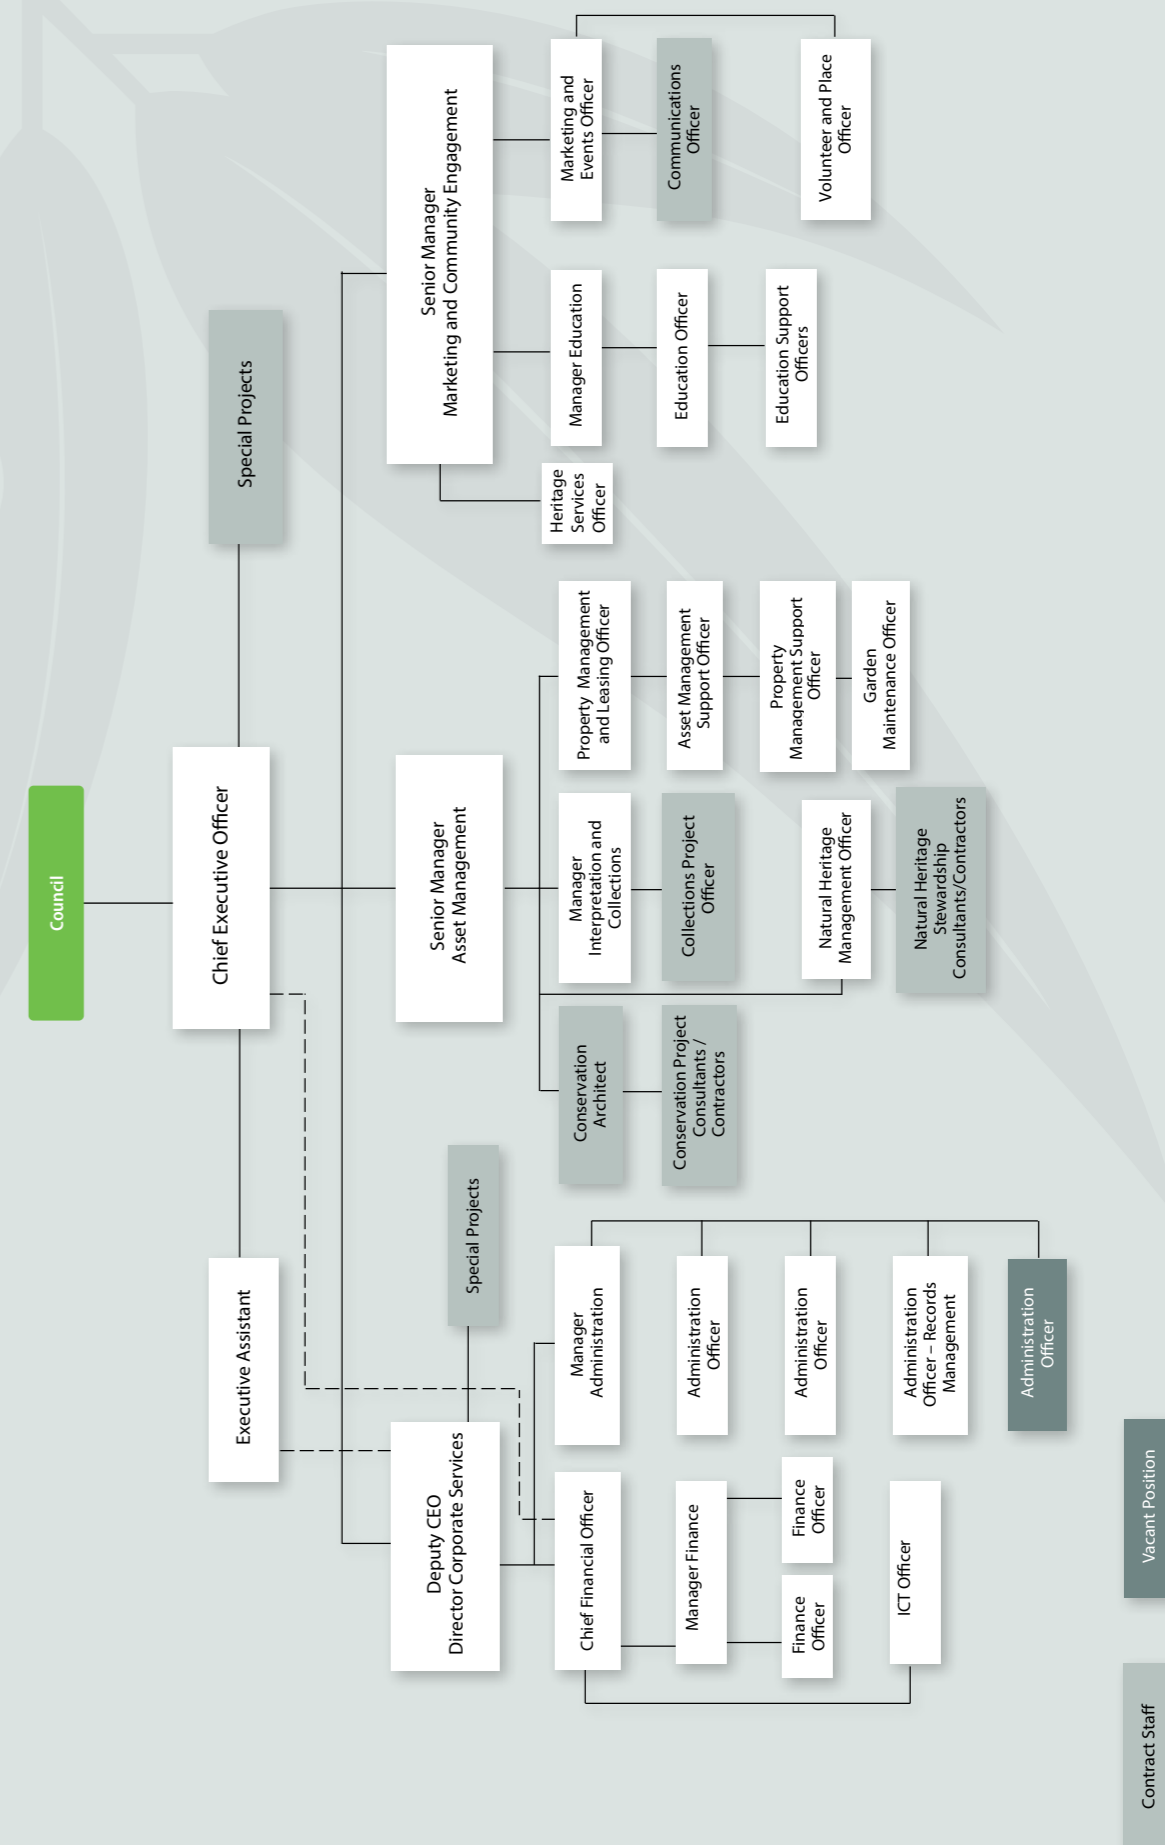 Council
Chief Executive Officer
Executive Assistant
Special Projects
Deputy CEO
Director Corporate Services
Special Projects
Senior Manager
Asset Management
Senior Manager
Marketing and Community Engagement
Chief Financial Officer
Manager Finance
Finance
Officer
Finance
Officer
ICT Officer
Manager
Administration
Administration
Officer
Administration
Officer
Administration
Officer – Records
Management
Administration
Officer
Conservation
Architect
Conservation Project
Consultants /
Contractors
Manager
Interpretation and
Collections
Collections Project
Officer
Natural Heritage
Management Officer
Natural Heritage
Stewardship
Consultants/Contractors
Property Management
and Leasing Officer
Asset Management
Support Officer
Property
Management Support
Officer
Garden
Maintenance Officer
Heritage
Services
Officer
Manager Education
Education Officer
Education Support
Officers
Marketing and
Events Officer
Communications
Officer
Volunteer and Place
Officer
Contract Staff
Vacant Position